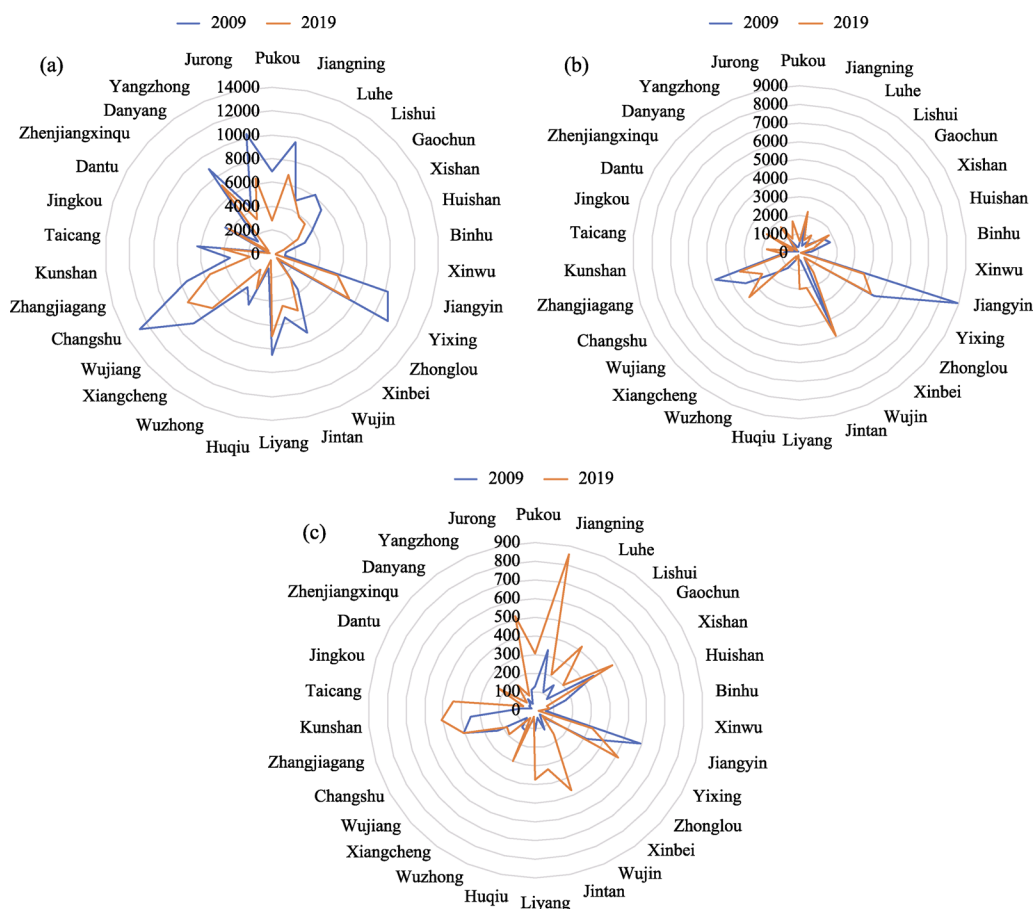 2009 2019
(a)
Pukou
Jiangning
Luhe
Lishui
Gaochun
Xishan
Huishan
Binhu
Xinwu
Jiangyin
Yixing
Zhonglou
Xinbei
Wujin
Jintan
Liyang
Huqiu
Wuzhong
Xiangcheng
Wujiang
Changshu
Zhangjiagang
Kunshan
Taicang
Jingkou
Dantu
Zhenjiangxinqu
Danyang
Yangzhong
Jurong
14000
12000
10000
8000
6000
4000
2000
0
2009 2019
(b)
Pukou
Jiangning
Luhe
Lishui
Gaochun
Xishan
Huishan
Binhu
Xinwu
Jiangyin
Yixing
Zhonglou
Xinbei
Wujin
Jintan
Liyang
Huqiu
Wuzhong
Xiangcheng
Wujiang
Changshu
Zhangjiagang
Kunshan
Taicang
Jingkou
Dantu
Zhenjiangxinqu
Danyang
Yangzhong
Jurong
9000
8000
7000
6000
5000
4000
3000
2000
1000
0
2009 2019
(c)
Pukou
Jiangning
Luhe
Lishui
Gaochun
Xishan
Huishan
Binhu
Xinwu
Jiangyin
Yixing
Zhonglou
Xinbei
Wujin
Jintan
Liyang
Huqiu
Wuzhong
Xiangcheng
Wujiang
Changshu
Zhangjiagang
Kunshan
Taicang
Jingkou
Dantu
Zhenjiangxinqu
Danyang
Yangzhong
Jurong
900
800
700
600
500
400
300
200
100
0